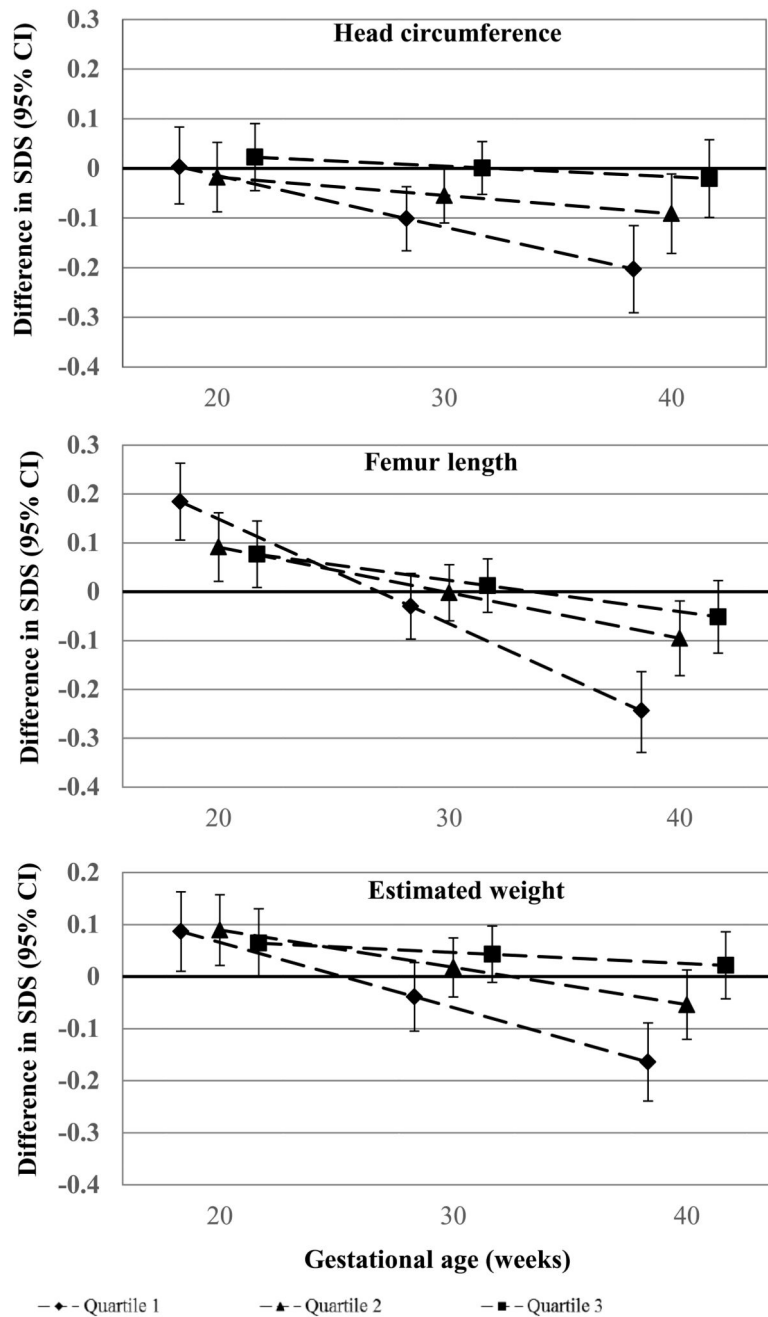 Head circumference
Difference in SDS (95% CI)
0.3
0.2
0.1
0
-0.1
-0.2
-0.3
-0.4
20 30 40
Femur length
Difference in SDS (95% CI)
0.3
0.2
0.1
0
-0.1
-0.2
-0.3
-0.4
20 30 40
Estimated weight
Difference in SDS (95% CI)
0.2
0.1
0
-0.1
-0.2
-0.3
-0.4
20 30 40
Gestational age (weeks)
Quartile 1 Quartile 2 Quartile 3